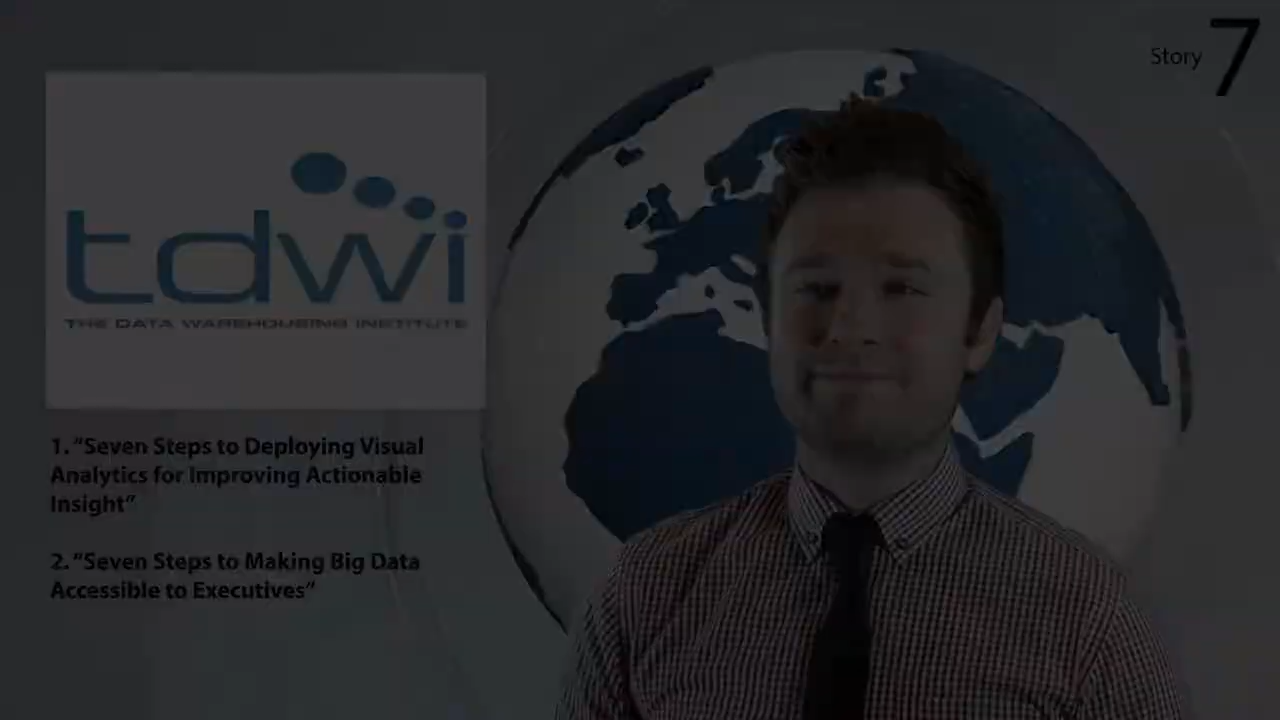 Story 7
tdwi
THE DATA WAREHOUSING INSTITUTE
1. “Seven Steps to Deploying Visual
Analytics for Improving Actionable
Insight”
2. “Seven Steps to Making Big Data
Accessible to Executives”